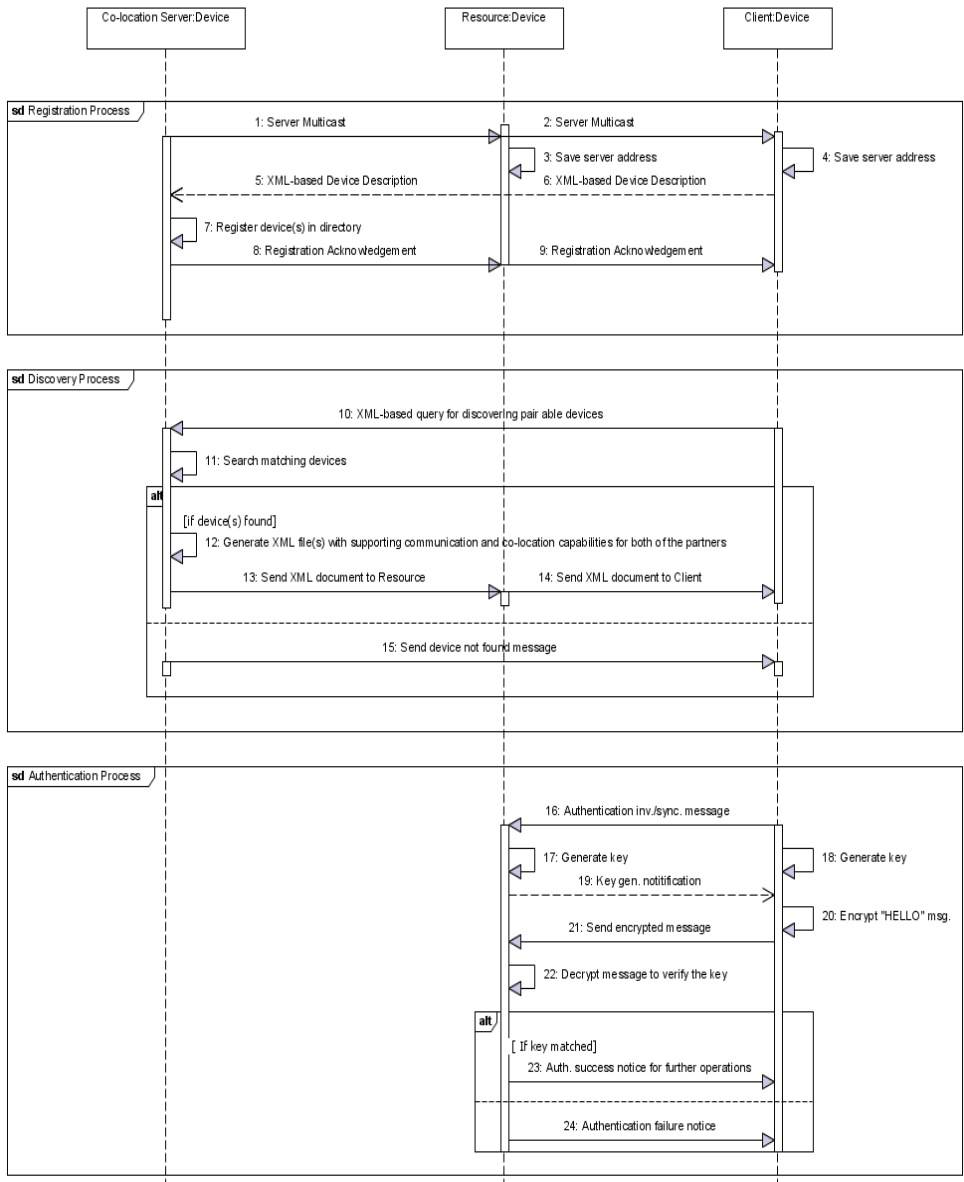 Co-location Server:Device
Resource:Device
Client:Device
sd Registration Process
1: Server Multicast
2: Server Multicast
3: Save server address
4: Save server address
5: XML-based Device Description
6: XML-based Device Description
7: Register device(s) in directory
8: Registration Acknowledgement
9: Registration Acknowledgement
sd Discovery Process
10: XML-based query for discovering pair able devices
11: Search matching devices
alt
[if device(s) found]
12: Generate XML file(s) with supporting communication and co-location capabilities for both of the partners
13: Send XML document to Resource
14: Send XML document to Client
15: Send device not found message
sd Authentication Process
16: Authentication inv./sync. message
17: Generate key
18: Generate key
19: Key gen. notitification
20: Encrypt "HELLO" msg.
21: Send encrypted message
22: Decrypt message to verify the key
alt
[ If key matched]
23: Auth. success notice for further operations
24: Authentication failure notice